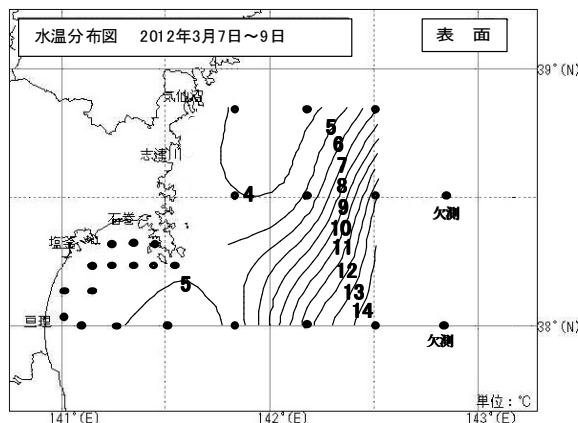 水温分布図 2012年3月7日～9日
表 面
39°(N)
気仙沼
5
6
志津川
7
8
4
9
欠測
石巻
10
塩釜
11
12
5
13
14
亘理
38°(N)
欠測
単位：℃
141°(E)
142°(E)
143°(E)